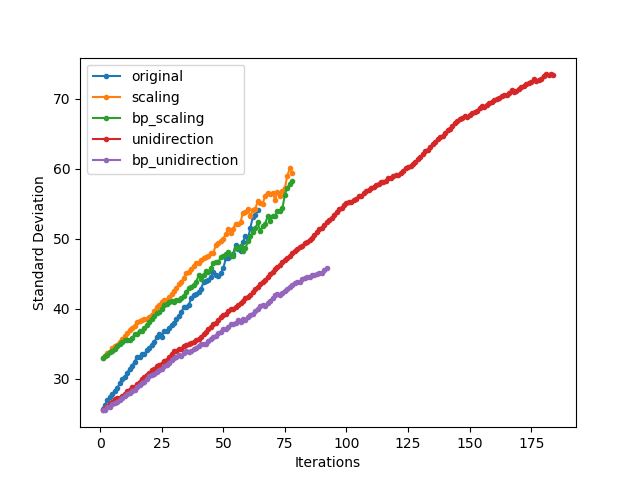 original
scaling
bp_scaling
unidirection
bp_unidirection
70
60
50
40
30
Standard Deviation
0 25 50 75 100 125 150 175
Iterations